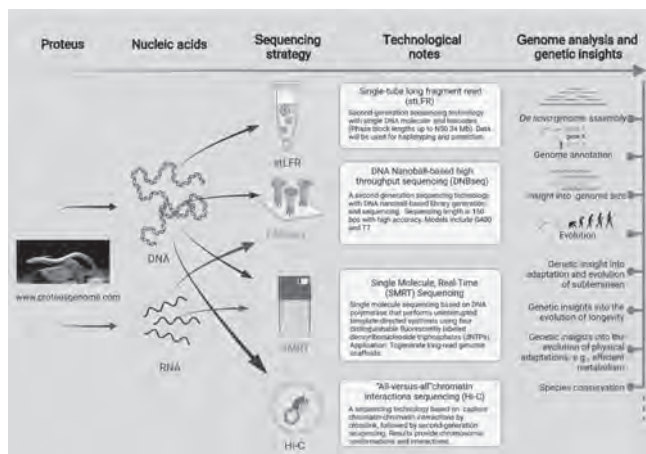 Proteus
Nucleic acids
Sequencing
strategy
Technological
notes
Genome analysis and
genetic insights
www.proteusgenome.com
DNA
RNA
stLFR
DNBseq
SMRT
Hi-C
Single-tube long fragment read
(stLFR)
Second-generation sequencing technology
with single DNA molecule and
(Phase block lengths up to N50 34 Mb). Data
will be used for haplotyping and correction.
DNA Nanoball-based high
throughput sequencing (DNBseq)
A second-generation sequencing technology
with DNA nanoball-based library generation
and sequencing. Sequencing length is 150
bps with high accuracy. Models include G400
and T7
Single Molecule, Real-Time
(SMRT) Sequencing
Single molecule sequencing based on DNA
polymerase that performs uninterrupted
template-directed synthesis using four
distinguishable fluorescently labeled
deoxyribonucleoside triphosphates (dNTPs).
Application: To generate long-read genome
scaffolds.
"All-versus-all" chromatin
interactions sequencing (Hi-C)
A sequencing technology based on capture
chromatin-chromatin interactions by
crosslink, followed by second-generation
sequencing. Results provide chromosome
conformations and interactions.
De novo genome assembly
Genome annotation
Insight into genome size
Evolution
Genetic insight into
adaptation and evolution
of subterranean
Genetic insights into the
evolution of longevity
Genetic insights into the
evolution of physical
adaptations, e.g., efficient
metabolism
Species conservation